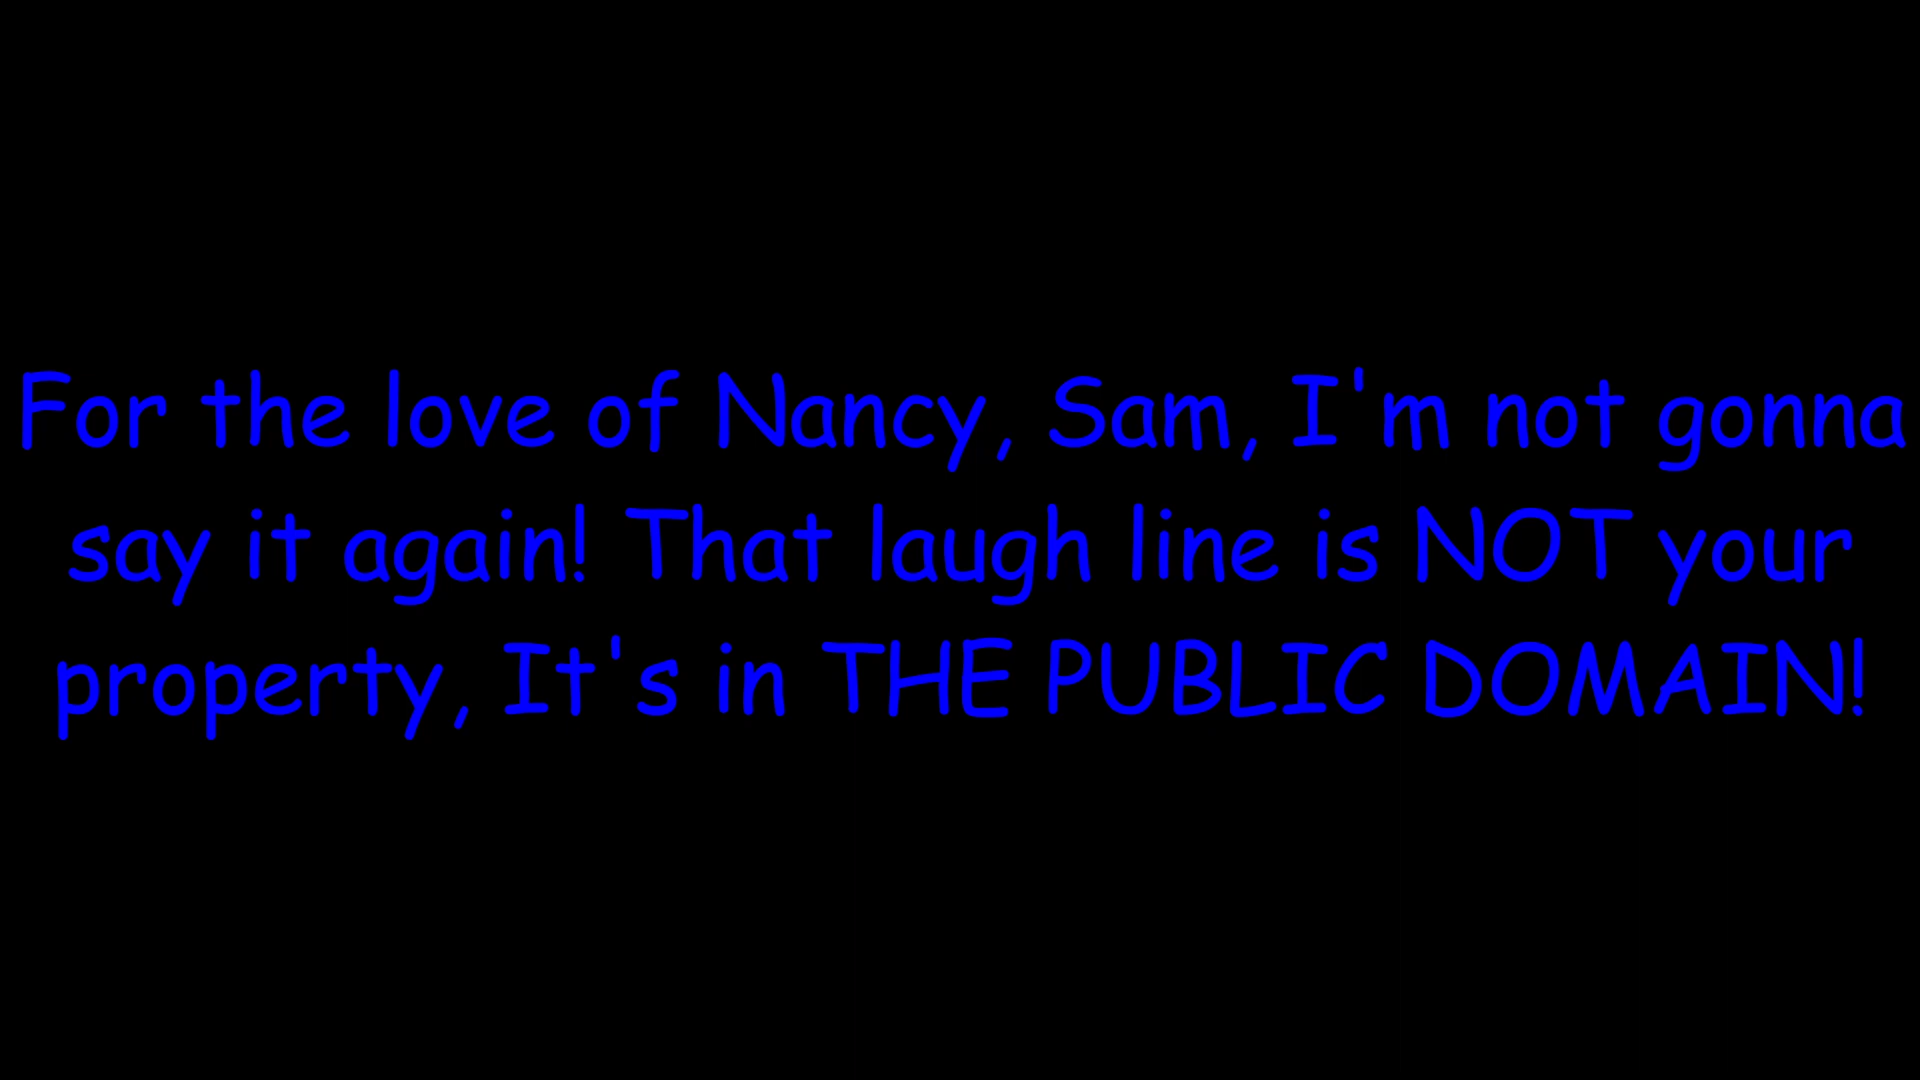 For the love of Nancy, Sam, I'm not gonna
say it again! That laugh line is NOT your
property, It's in THE PUBLIC DOMAIN!